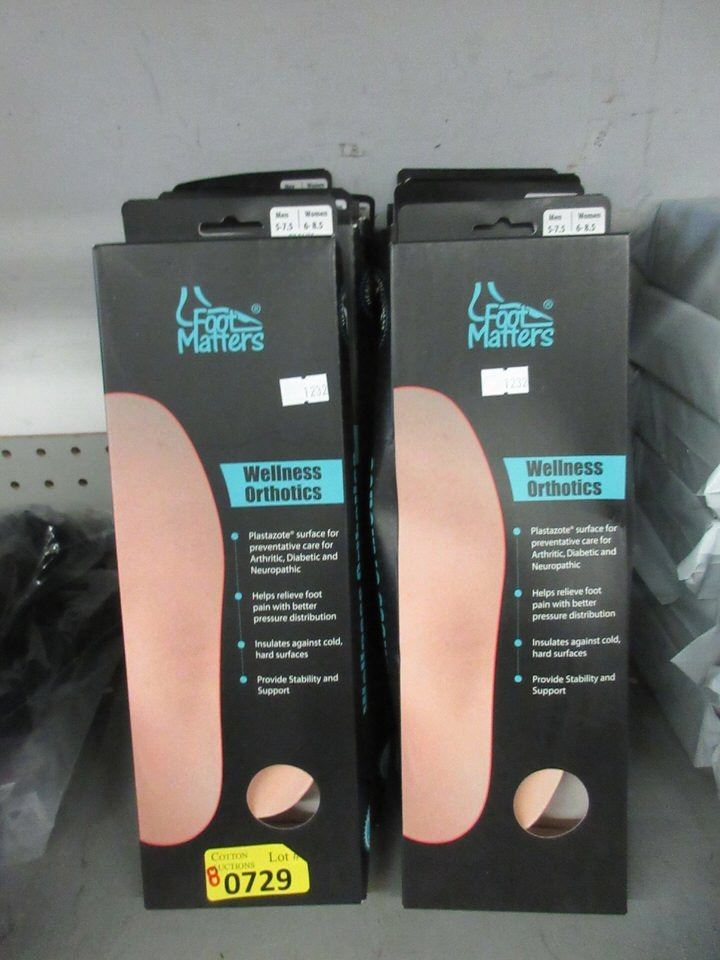 Men Women
5-7.5 6-8.5
Foot
Matters®
1232
Wellness
Orthotics
Plastazote® surface for
preventative care for
Arthritic, Diabetic and
Neuropathic
Helps relieve foot
pain with better
pressure distribution
Insulates against cold,
hard surfaces
Provide Stability and
Support
COTTON Lot #
AUCTIONS
8 0729
Men Women
5-7.5 6-8.5
Foot
Matters®
1232
Wellness
Orthotics
Plastazote® surface for
preventative care for
Arthritic, Diabetic and
Neuropathic
Helps relieve foot
pain with better
pressure distribution
Insulates against cold,
hard surfaces
Provide Stability and
Support